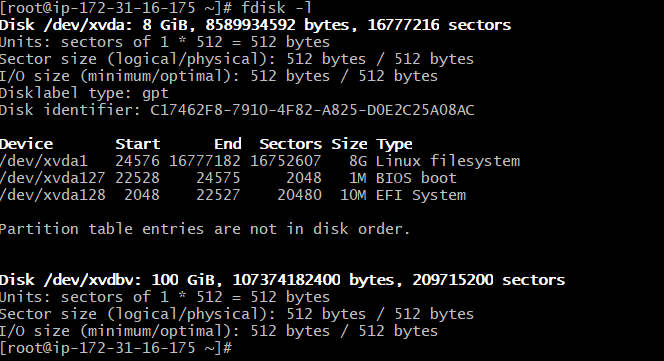 [root@ip-172-31-16-175 ~]# fdisk -l
Disk /dev/xvda: 8 GiB, 8589934592 bytes, 16777216 sectors
Units: sectors of 1 * 512 = 512 bytes
Sector size (logical/physical): 512 bytes / 512 bytes
I/O size (minimum/optimal): 512 bytes / 512 bytes
Disklabel type: gpt
Disk identifier: C17462F8-7910-4F82-A825-D0E2C25A08AC
Device Start End Sectors Size Type
/dev/xvda1 24576 16777182 16752607 8G Linux filesystem
/dev/xvda127 22528 24575 2048 1M BIOS boot
/dev/xvda128 2048 22527 20480 10M EFI System
Partition table entries are not in disk order.
Disk /dev/xvdbv: 100 GiB, 107374182400 bytes, 209715200 sectors
Units: sectors of 1 * 512 = 512 bytes
Sector size (logical/physical): 512 bytes / 512 bytes
I/O size (minimum/optimal): 512 bytes / 512 bytes
[root@ip-172-31-16-175 ~]#